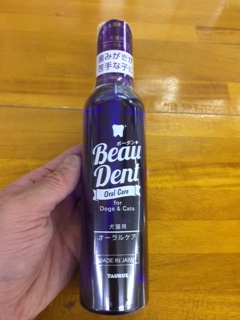 歯みがきが
苦手な子に
ボーデント
Beau
Dent
Oral Care
for
Dogs & Cats
犬猫用
オーラルケア
MADE IN JAPAN
TAURUS